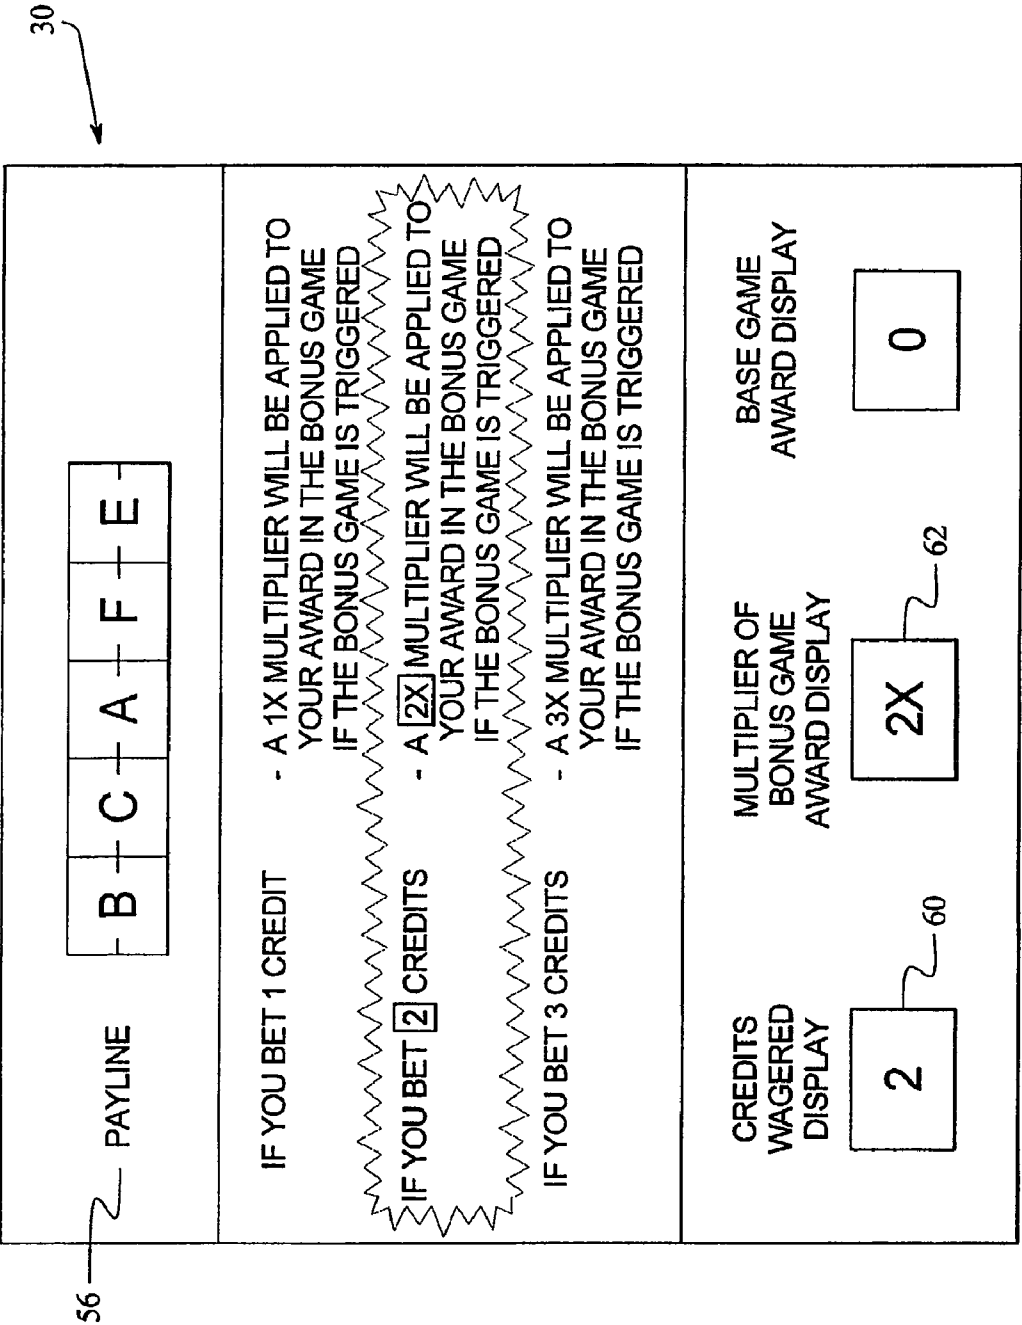 30
56
PAYLINE
B C A F E
IF YOU BET 1 CREDIT - A 1X MULTIPLIER WILL BE APPLIED TO
YOUR AWARD IN THE BONUS GAME
IF THE BONUS GAME IS TRIGGERED
IF YOU BET 2 CREDITS - A 2X MULTIPLIER WILL BE APPLIED TO
YOUR AWARD IN THE BONUS GAME
IF THE BONUS GAME IS TRIGGERED
IF YOU BET 3 CREDITS - A 3X MULTIPLIER WILL BE APPLIED TO
YOUR AWARD IN THE BONUS GAME
IF THE BONUS GAME IS TRIGGERED
CREDITS
WAGERED
DISPLAY
2
60
MULTIPLIER OF
BONUS GAME
AWARD DISPLAY
2X
62
BASE GAME
AWARD DISPLAY
0